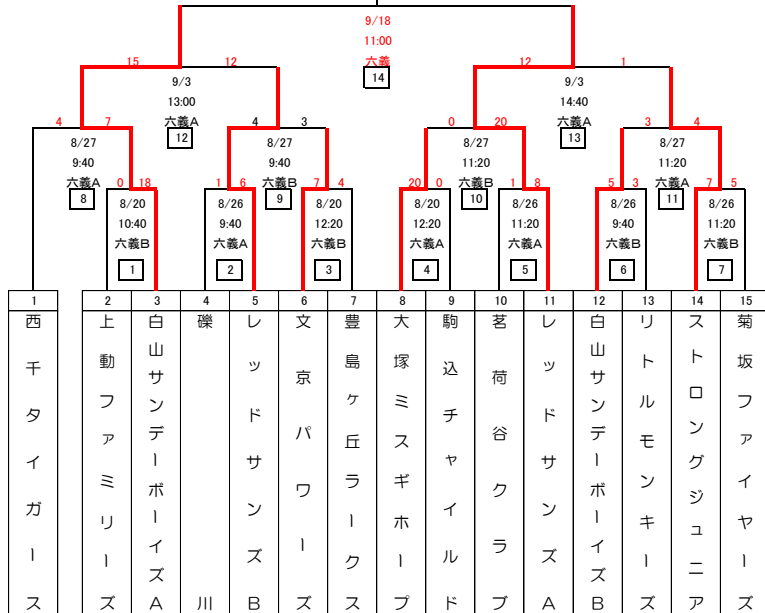 9/18
11:00
六義
14
15 12
9/3
13:00
六義A
12
12 1
9/3
14:40
六義A
13
4 7
8/27
9:40
六義A
8
4 3
8/27
9:40
六義B
9
0 20
8/27
11:20
六義B
10
3 4
8/27
11:20
六義A
11
0 18
8/20
10:40
六義B
1
1 6
8/26
9:40
六義A
2
7 4
8/20
12:20
六義B
3
20 0
8/20
12:20
六義A
4
1 8
8/26
11:20
六義A
5
5 3
8/26
9:40
六義B
6
7 5
8/26
11:20
六義B
7
1 2 3 4 5 6 7 8 9 10 11 12 13 14 15
西千タイガース
上動ファミリーズ
白山サンデーボーイズA
礫川
レッドサンズB
文京パワーズ
豊島ヶ丘ラークス
大塚ミスギホープ
駒込チャイルド
茗荷谷クラブ
レッドサンズA
白山サンデーボーイズB
リトルモンキーズ
ストロングジュニア
菊坂ファイヤーズ